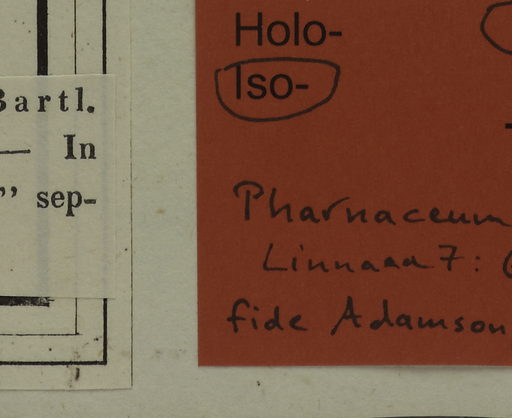 Bartl.
— In
” sep-
Holo-
Iso-
Pharnaceum
Linnaea 7:
fide Adamson